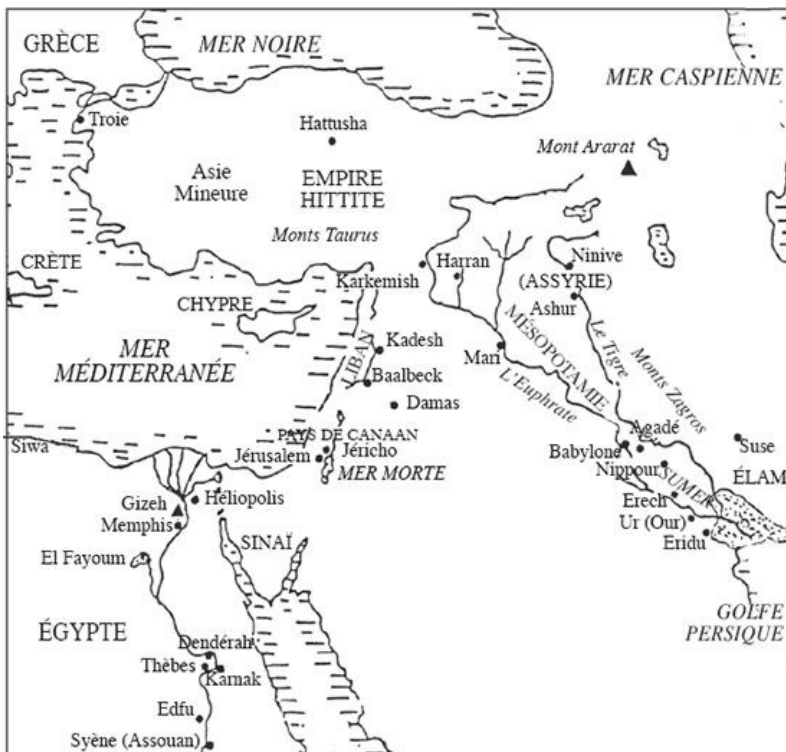 GRÈCE
MER NOIRE
MER CASPIENNE
Troie
Hattusha
Mont Ararat
Asie
Mineure
EMPIRE
HITTITE
Monts Taurus
CRÈTE
CHYPRE
Karkemish
Harran
Ninive
(ASSYRIE)
Ashur
MER
MÉDITERRANÉE
LIBAN
Kadesh
Baalbeck
Damas
Mari
MÉSOPOTAMIE
Le Tigre
L'Euphrate
Monts Zagros
Siwa
PAYS DE CANAAN
Jérusalem
Jéricho
MER MORTE
Agadé
Babylone
Nippour
Suse
SUMER
ÉLAM
Erech
Ur (Our)
Eridu
Gizeh
Héliopolis
Memphis
El Fayoum
SINAÏ
GOLFE
PERSIQUE
ÉGYPTE
Dendérah
Thèbes
Karnak
Edfu
Syène (Assouan)